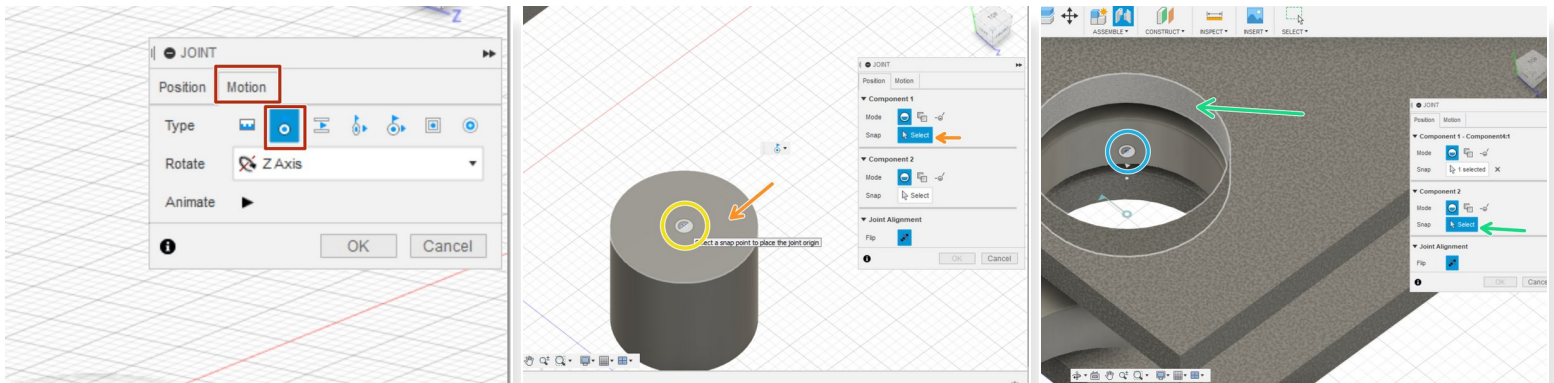 Z
JOINT
Position Motion
Type
Rotate Z Axis
Animate
OK Cancel
TOP
Z
JOINT
Position Motion
Component 1
Mode
Snap Select
Component 2
Mode
Snap Select
Joint Alignment
Flip
OK Cancel
Select a snap point to place the joint origin
ASSEMBLE CONSTRUCT INSPECT INSERT SELECT
JOINT
Position Motion
Component 1 - Component4:1
Mode
Snap 1 selected
Component 2
Mode
Snap Select
Joint Alignment
Flip
OK Cance